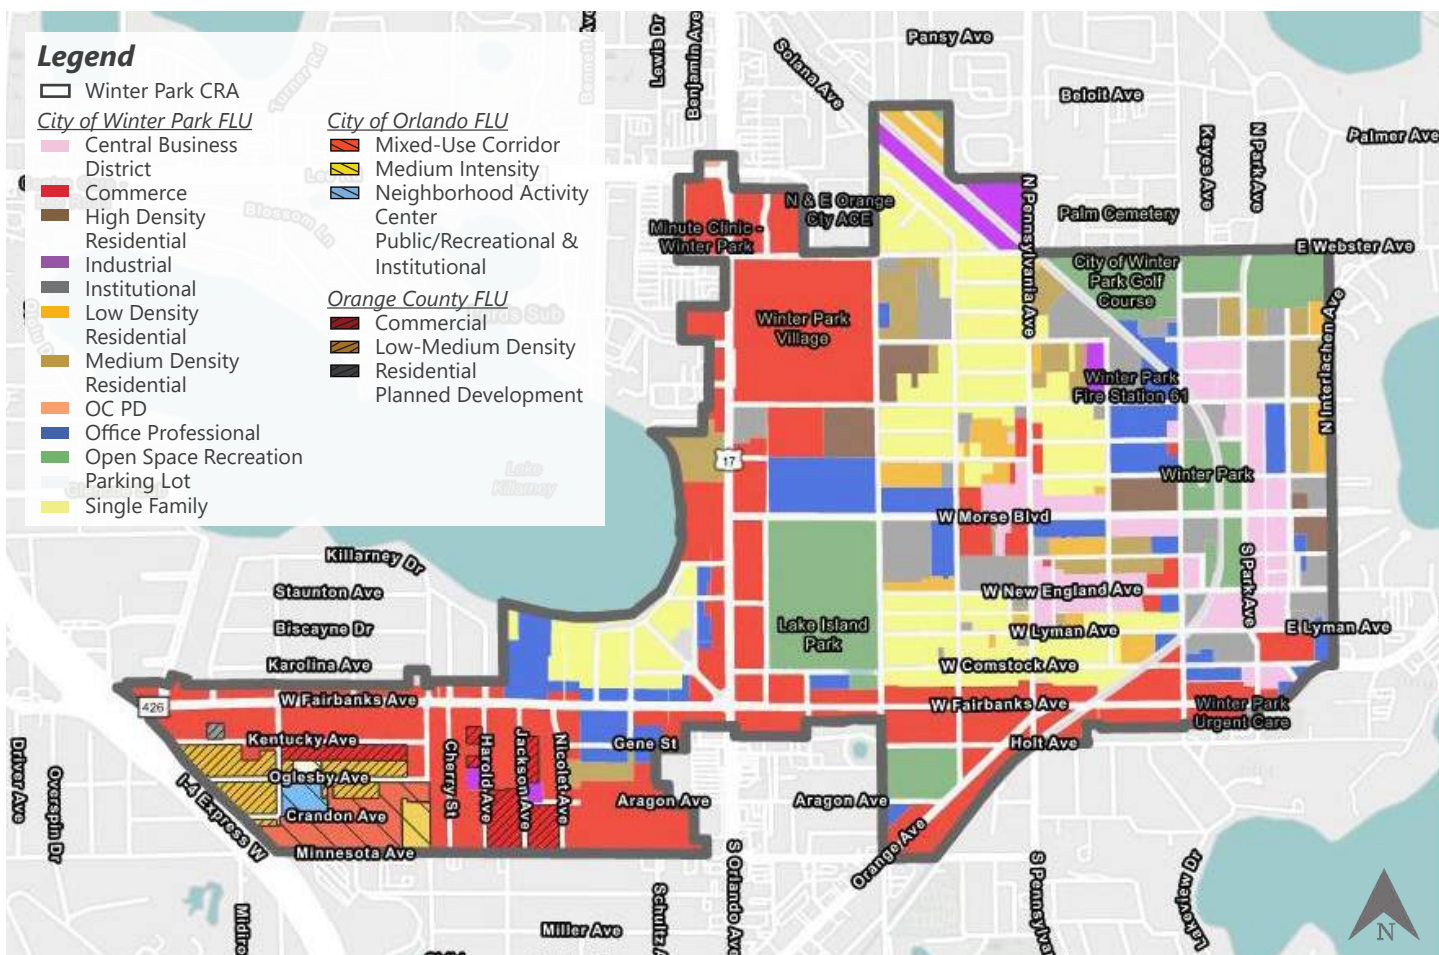 Legend
Winter Park CRA
City of Winter Park FLU
Central Business
District
Commerce
High Density
Residential
Industrial
Institutional
Low Density
Residential
Medium Density
Residential
OC PD
Office Professional
Open Space Recreation
Parking Lot
Single Family
City of Orlando FLU
Mixed-Use Corridor
Medium Intensity
Neighborhood Activity
Center
Public/Recreational &
Institutional
Orange County FLU
Commercial
Low-Medium Density
Residential
Planned Development
Turner Rd
Blossom Ln
Lake
Killarney
Lewis Dr
Benjamin Ave
Solana Ave
Pansy Ave
Beloit Ave
Keyes Ave
N Park Ave
Palmer Ave
N & E Orange
Cty ACE
Minute Clinic -
Winter Park
N Pennsylvania Ave
Palm Cemetery
E Webster Ave
City of Winter
Park Golf
Course
Winter Park
Village
N Interlachen Ave
Winter Park
Fire Station 61
17
Winter Park
W Morse Blvd
Killarney Dr
Staunton Ave
Biscayne Dr
Karolina Ave
W New England Ave
S Park Ave
Lake Island
Park
W Lyman Ave
E Lyman Ave
W Comstock Ave
426
W Fairbanks Ave
W Fairbanks Ave
Winter Park
Urgent Care
Kentucky Ave
Gene St
Holt Ave
Cherry St
Harold Ave
Jackson Ave
Nicolet Ave
Oglesby Ave
Crandon Ave
Minnesota Ave
Aragon Ave
Aragon Ave
Driver Ave
Overspin Dr
I-4 Express W
Orange Ave
S Orlando Ave
Schultz A
S Pennsylva
Lakeview Dr
Miller Ave
N